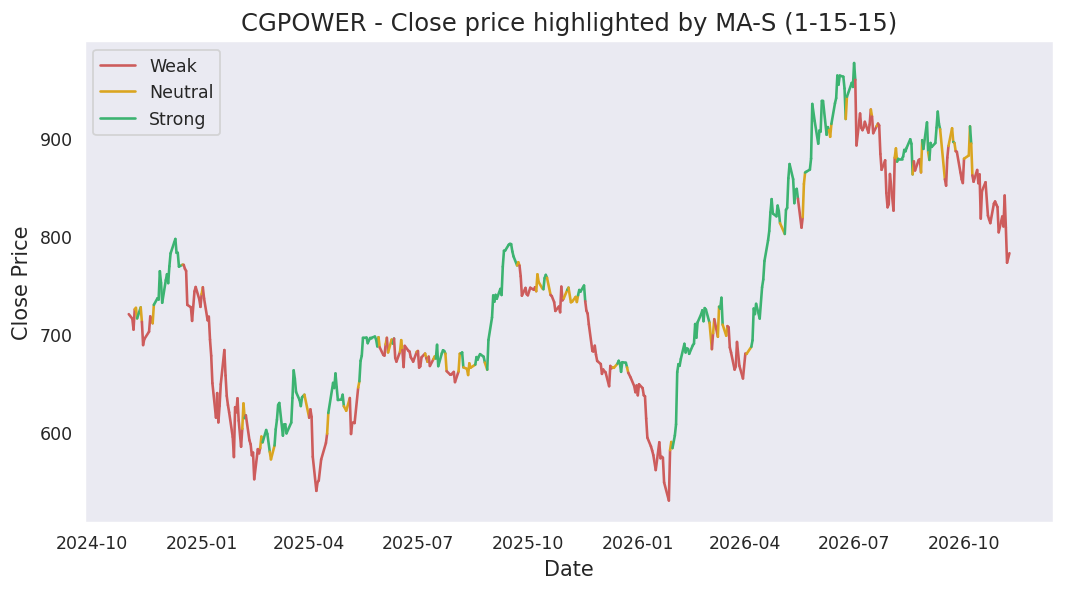 CGPOWER - Close price highlighted by MA-S (1-15-15)
Weak
Neutral
Strong
Close Price
900
800
700
600
2024-10 2025-01 2025-04 2025-07 2025-10 2026-01 2026-04 2026-07 2026-10
Date